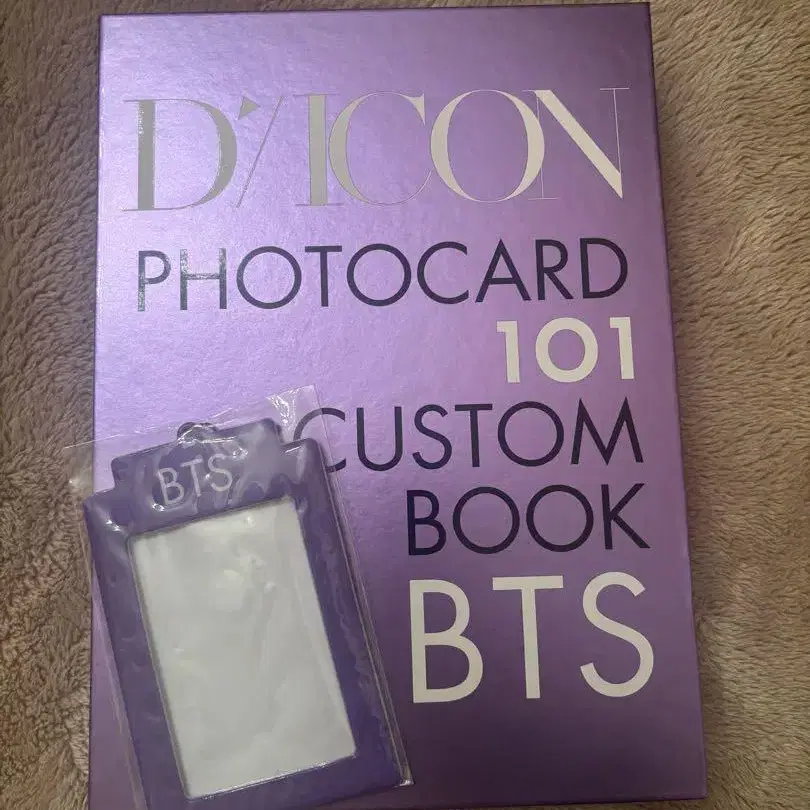 D'/ICON
PHOTOCARD
101
CUSTOM
BOOK
BTS
BTS